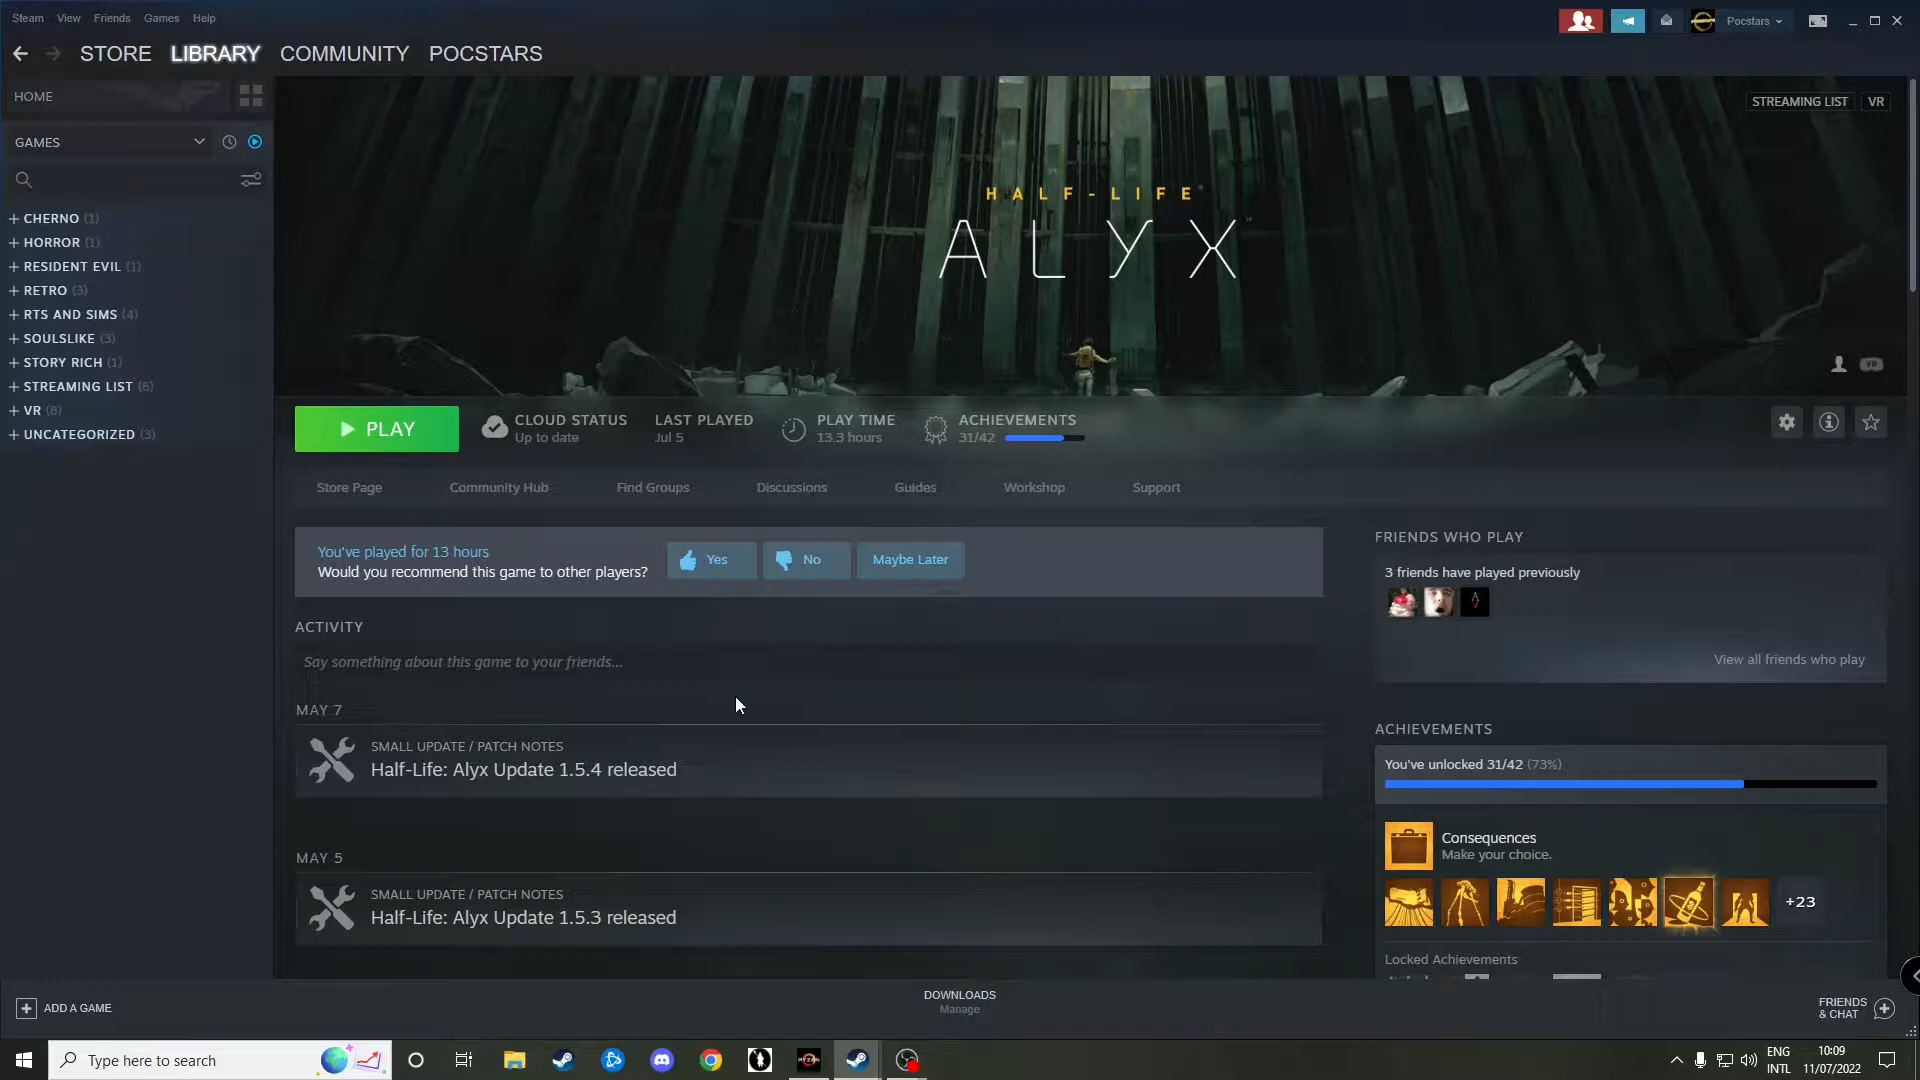 Steam View Friends Games Help
Pocstars
STORE LIBRARY COMMUNITY POCSTARS
HOME
STREAMING LIST VR
GAMES
HALF-LIFE
ALYX
+ CHERNO (1)
+ HORROR (1)
+ RESIDENT EVIL (1)
+ RETRO (3)
+ RTS AND SIMS (4)
+ SOULSLIKE (3)
+ STORY RICH (1)
+ STREAMING LIST (6)
+ VR (8)
+ UNCATEGORIZED (3)
VR
PLAY
CLOUD STATUS
Up to date
LAST PLAYED
Jul 5
PLAY TIME
13.3 hours
ACHIEVEMENTS
31/42
Store Page Community Hub Find Groups Discussions Guides Workshop Support
You've played for 13 hours
Would you recommend this game to other players?
Yes No Maybe Later
ACTIVITY
Say something about this game to your friends...
MAY 7
SMALL UPDATE / PATCH NOTES
Half-Life: Alyx Update 1.5.4 released
MAY 5
SMALL UPDATE / PATCH NOTES
Half-Life: Alyx Update 1.5.3 released
FRIENDS WHO PLAY
3 friends have played previously
View all friends who play
ACHIEVEMENTS
You've unlocked 31/42 (73%)
Consequences
Make your choice.
+23
Locked Achievements
ADD A GAME
DOWNLOADS
Manage
FRIENDS
& CHAT
Type here to search
RYZEN
ENG
INTL
10:09
11/07/2022